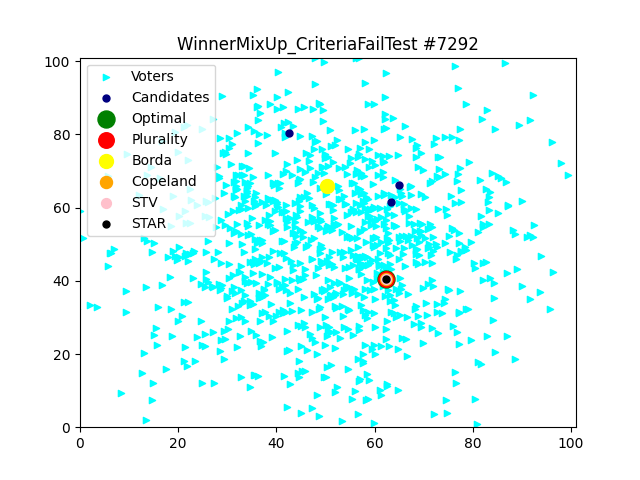 WinnerMixUp_CriteriaFailTest #7292
100
80
60
40
20
0
Voters
Candidates
Optimal
Plurality
Borda
Copeland
STV
STAR
0 20 40 60 80 100